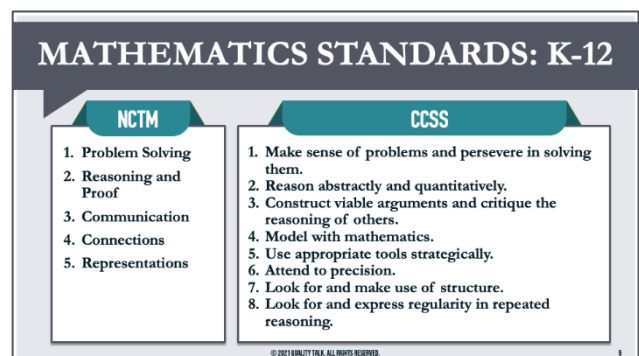 MATHEMATICS STANDARDS: K-12
NCTM
1. Problem Solving
2. Reasoning and
Proof
3. Communication
4. Connections
5. Representations
CCSS
1. Make sense of problems and persevere in solving
them.
2. Reason abstractly and quantitatively.
3. Construct viable arguments and critique the
reasoning of others.
4. Model with mathematics.
5. Use appropriate tools strategically.
6. Attend to precision.
7. Look for and make use of structure.
8. Look for and express regularity in repeated
reasoning.
© 2021 QUALITY TALK. ALL RIGHTS RESERVED.